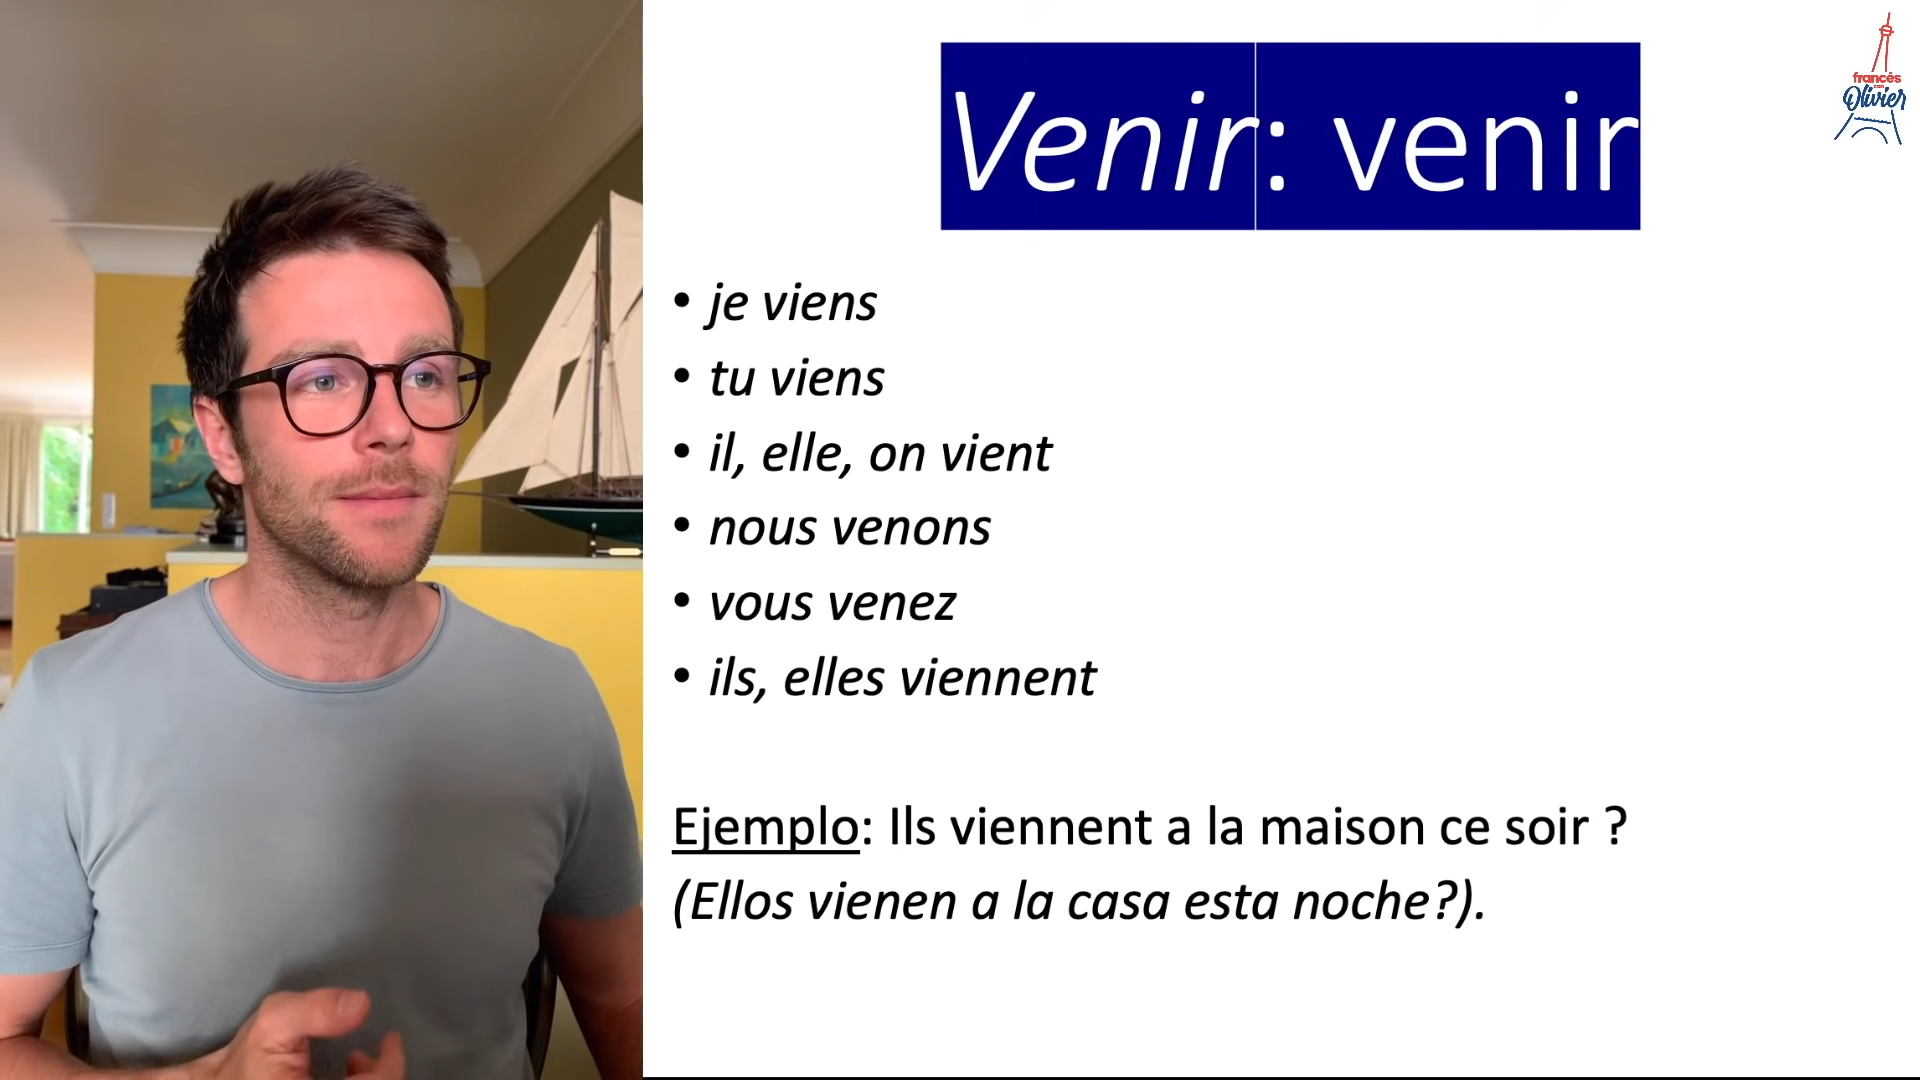 Venir: venir
francés
con
Olivier
• je viens
• tu viens
• il, elle, on vient
• nous venons
• vous venez
• ils, elles viennent
Ejemplo: Ils viennent a la maison ce soir ?
(Ellos vienen a la casa esta noche?).